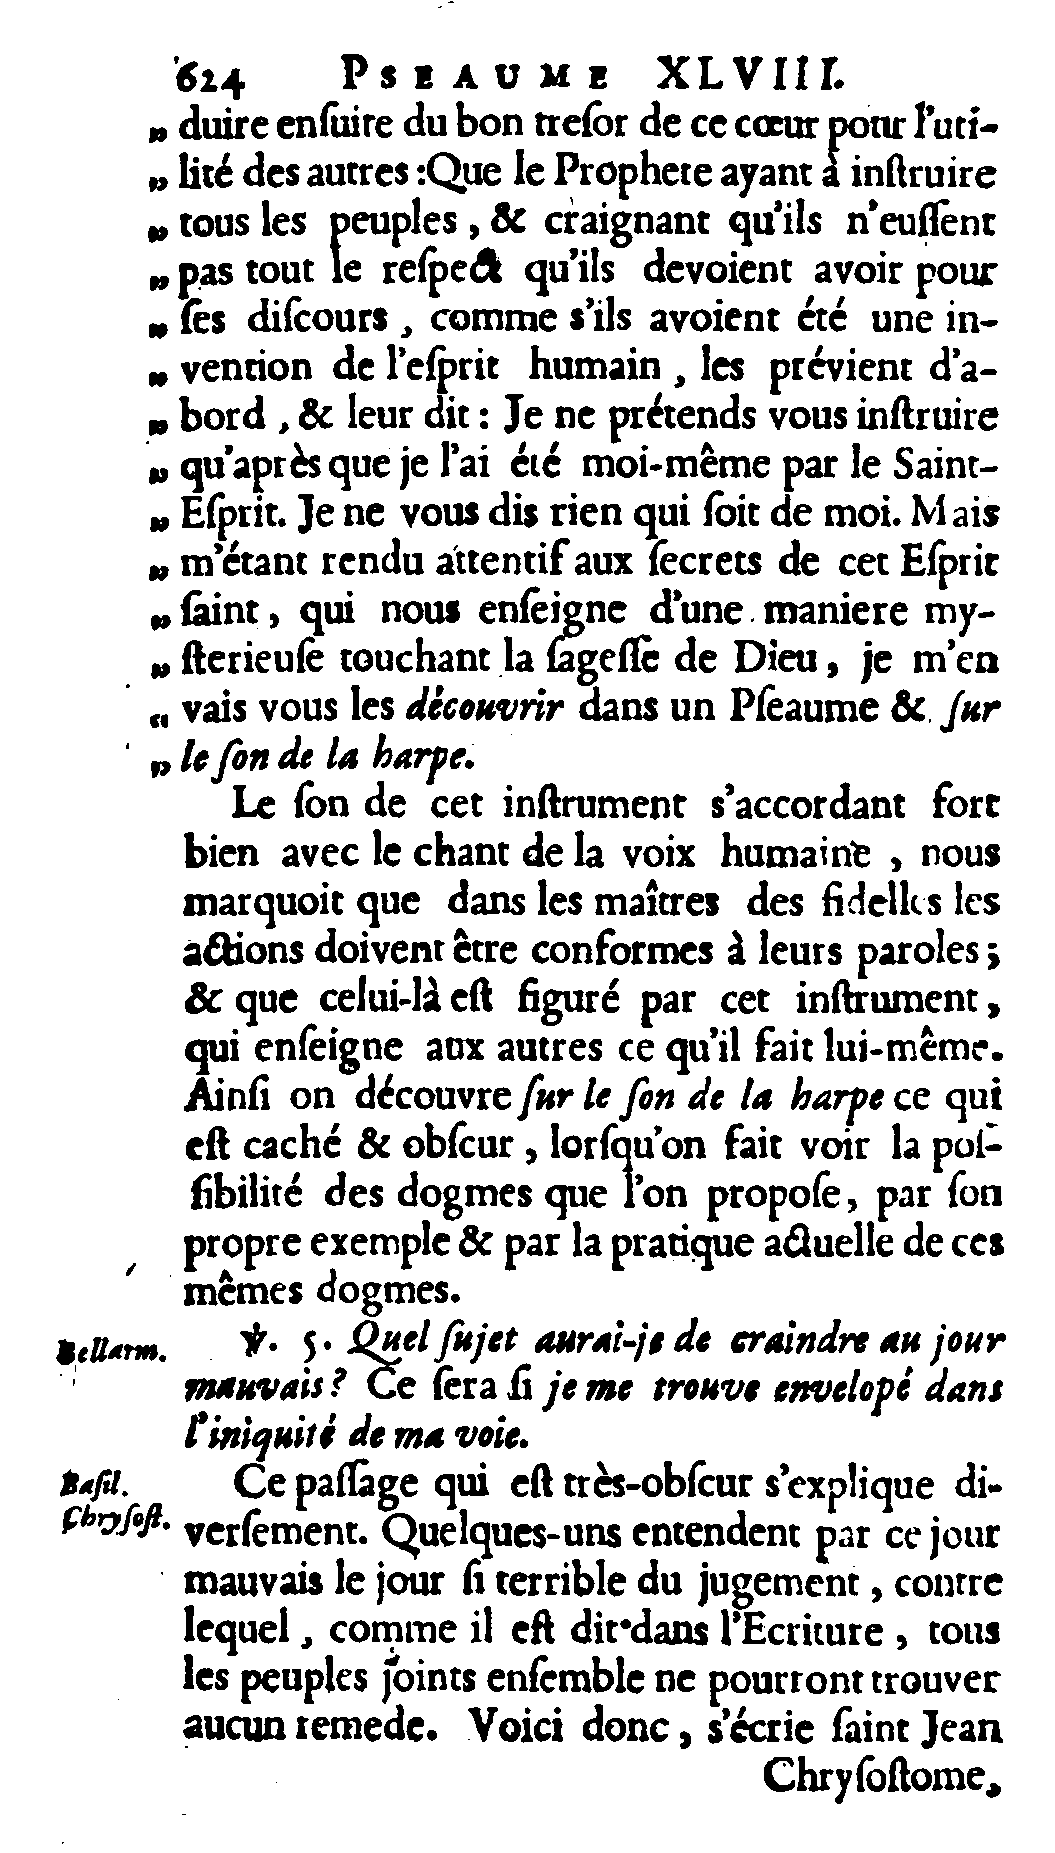 624 PSEAUME XLVIII.
„ duire enſuire du bon treſor de ce cœur pour l'uti-
„ lité des autres : Que le Prophete ayant à inſtruire
„ tous les peuples, & craignant qu'ils n'euſſent
„ pas tout le reſpect qu'ils devoient avoir pour
„ ſes diſcours, comme s'ils avoient été une in-
„ vention de l'eſprit humain, les prévient d'a-
„ bord, & leur dit : Je ne prétends vous inſtruire
„ qu'après que je l'ai été moi-même par le Saint-
„ Eſprit. Je ne vous dis rien qui ſoit de moi. Mais
„ m'étant rendu attentif aux ſecrets de cet Eſprit
„ ſaint, qui nous enſeigne d'une maniere my-
„ ſterieuſe touchant la ſageſſe de Dieu, je m'en
„ vais vous les découvrir dans un Pſeaume & ſur
„ le ſon de la harpe.
Le ſon de cet inſtrument s'accordant fort
bien avec le chant de la voix humaine, nous
marquoit que dans les maîtres des fidelles les
actions doivent être conformes à leurs paroles ;
& que celui-là eſt figuré par cet inſtrument,
qui enſeigne aux autres ce qu'il fait lui-même.
Ainſi on découvre ſur le ſon de la harpe ce qui
eſt caché & obſcur, lorſqu'on fait voir la poſ-
ſibilité des dogmes que l'on propoſe, par ſon
propre exemple & par la pratique actuelle de ces
mêmes dogmes.
Bellarm. ℣. 5. Quel ſujet aurai-je de craindre au jour
mauvais ? Ce ſera ſi je me trouve envelopé dans
l'iniquité de ma voie.
Baſil. Ce paſſage qui eſt très-obſcur s'explique di-
Chryſoſt. verſement. Quelques-uns entendent par ce jour
mauvais le jour ſi terrible du jugement, contre
lequel, comme il eſt dit dans l'Ecriture, tous
les peuples joints enſemble ne pourront trouver
aucun remede. Voici donc, s'écrie ſaint Jean
Chryſoſtome,